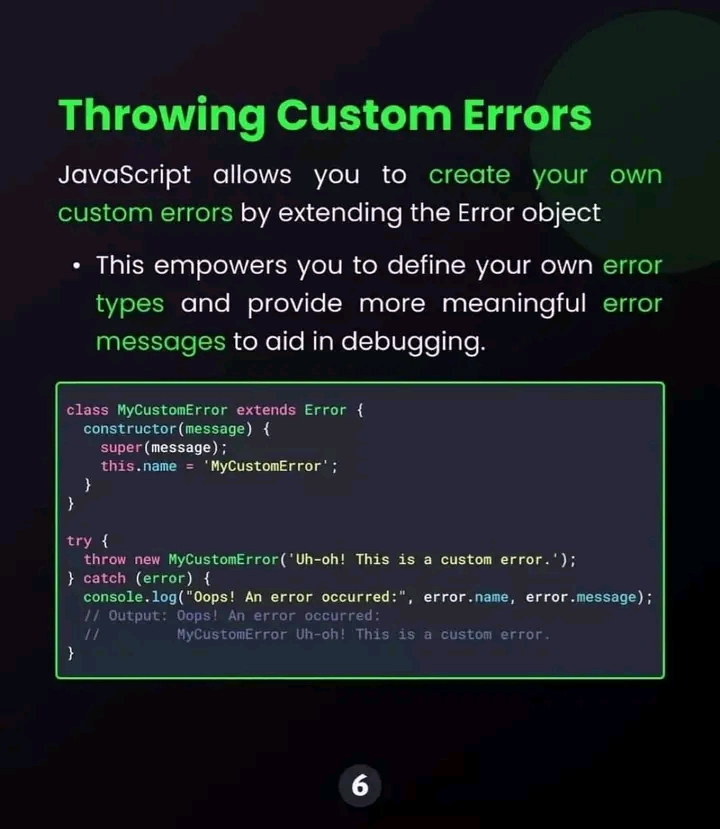 Throwing Custom Errors
JavaScript allows you to create your own
custom errors by extending the Error object
• This empowers you to define your own error
types and provide more meaningful error
messages to aid in debugging.
class MyCustomError extends Error {
  constructor(message) {
    super(message);
    this.name = 'MyCustomError';
  }
}

try {
  throw new MyCustomError('Uh-oh! This is a custom error.');
} catch (error) {
  console.log("Oops! An error occurred:", error.name, error.message);
  // Output: Oops! An error occurred:
  //         MyCustomError Uh-oh! This is a custom error.
}
6